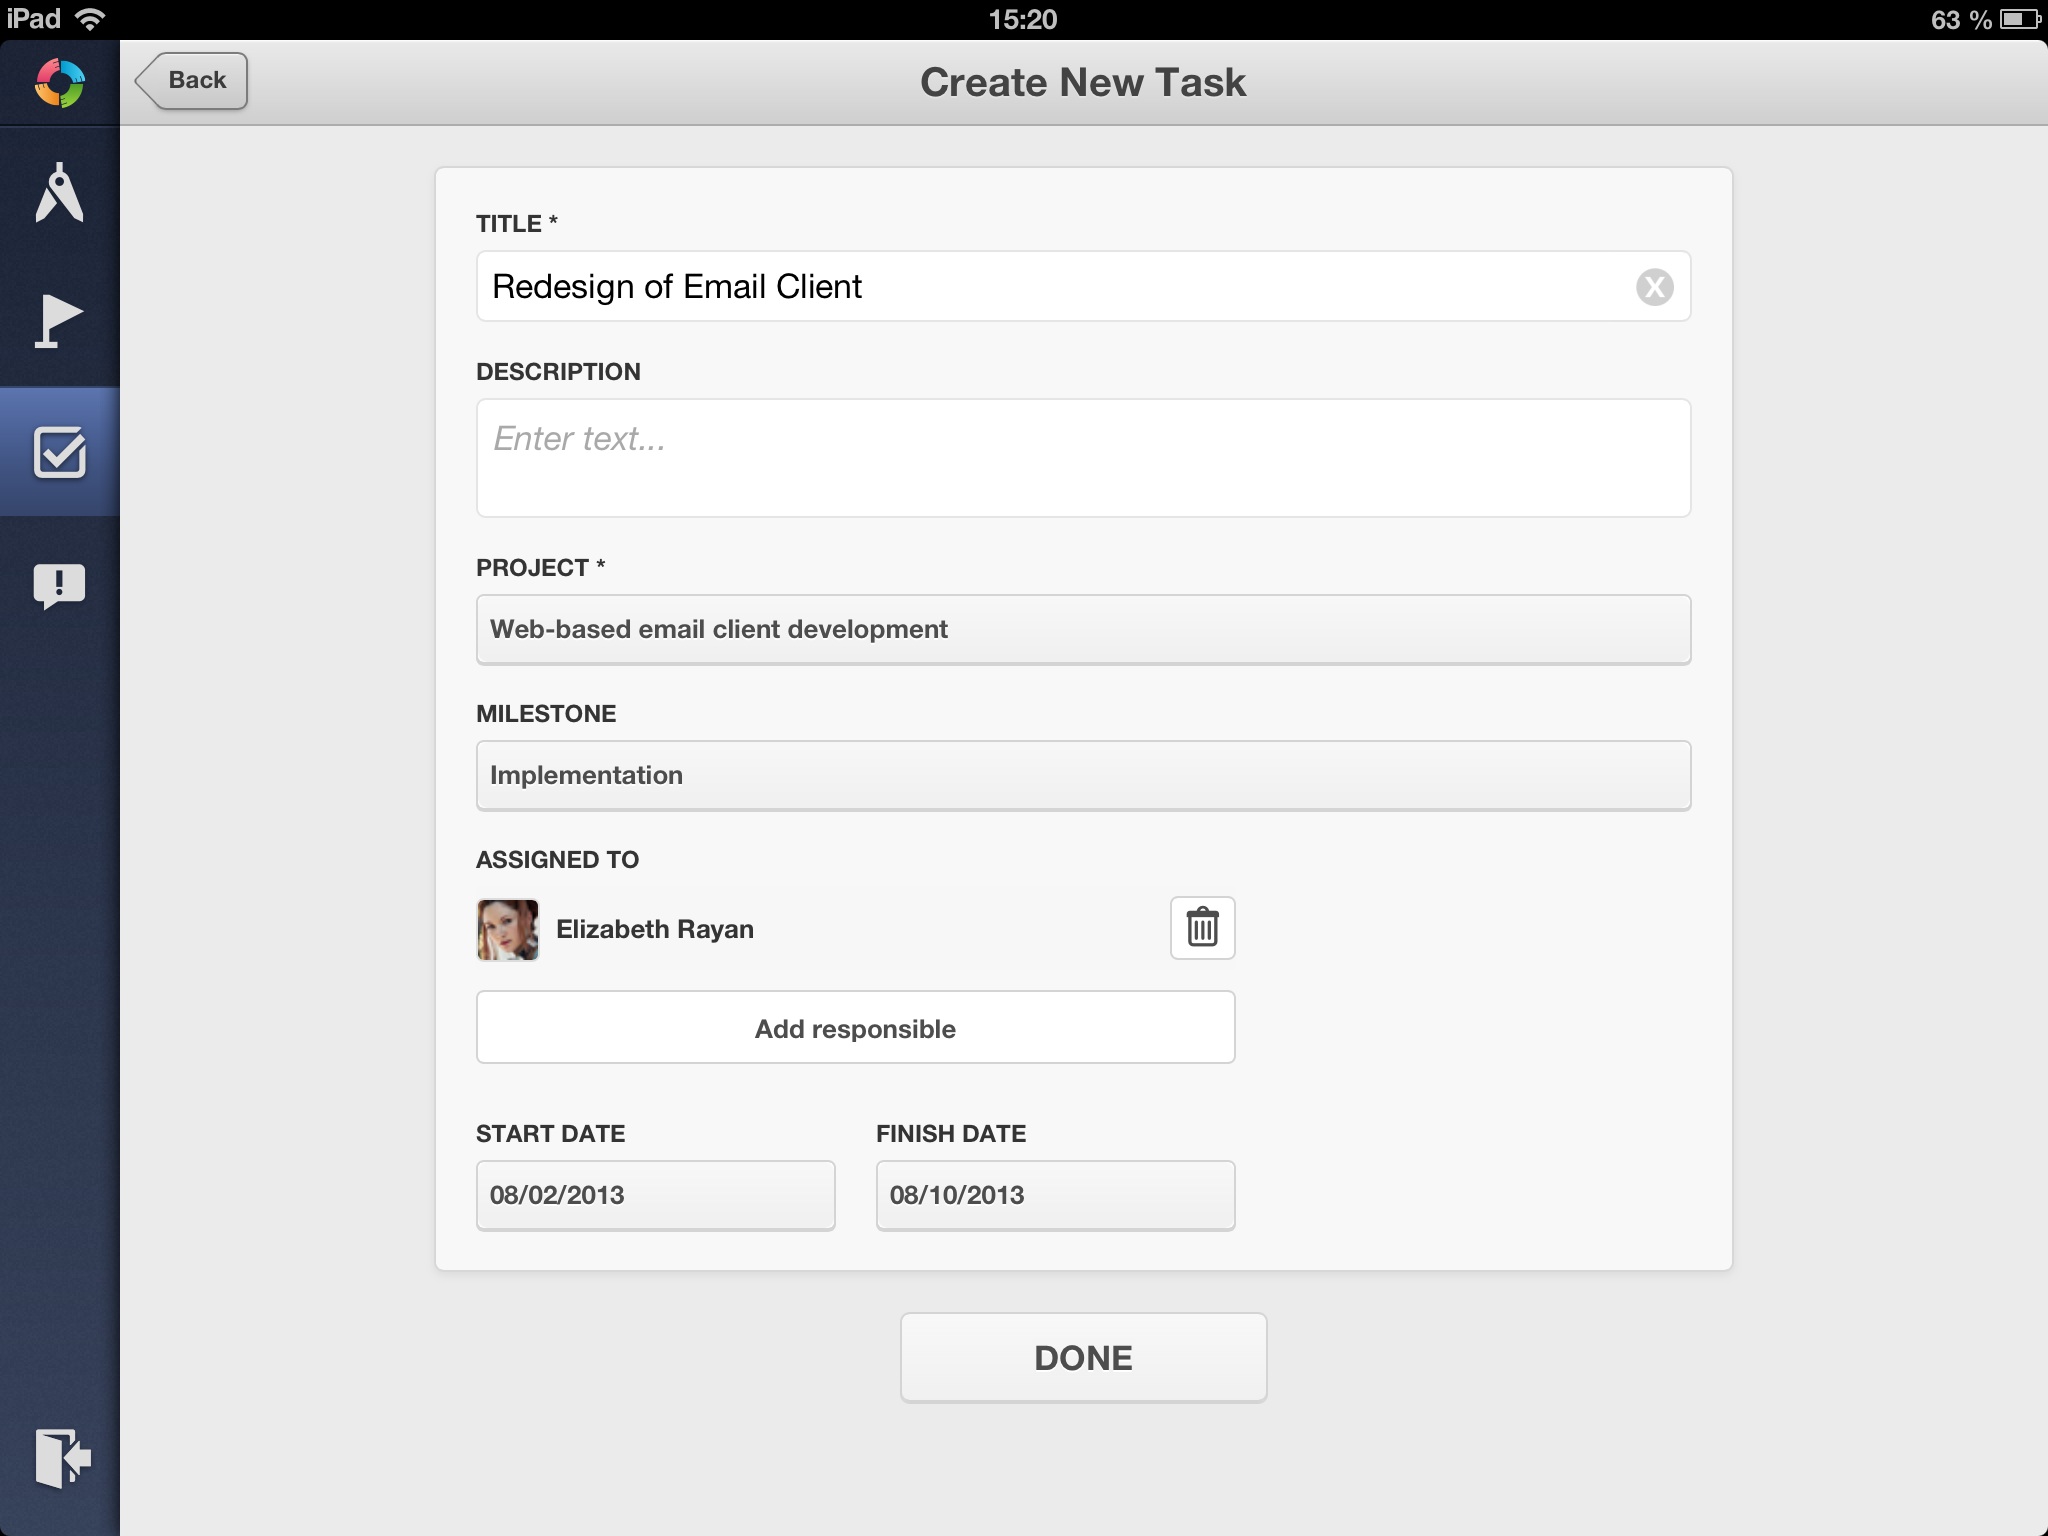 iPad 15:20 63 %
Back Create New Task
TITLE *
Redesign of Email Client X
DESCRIPTION
Enter text...
PROJECT *
Web-based email client development
MILESTONE
Implementation
ASSIGNED TO
Elizabeth Rayan
Add responsible
START DATE FINISH DATE
08/02/2013 08/10/2013
DONE